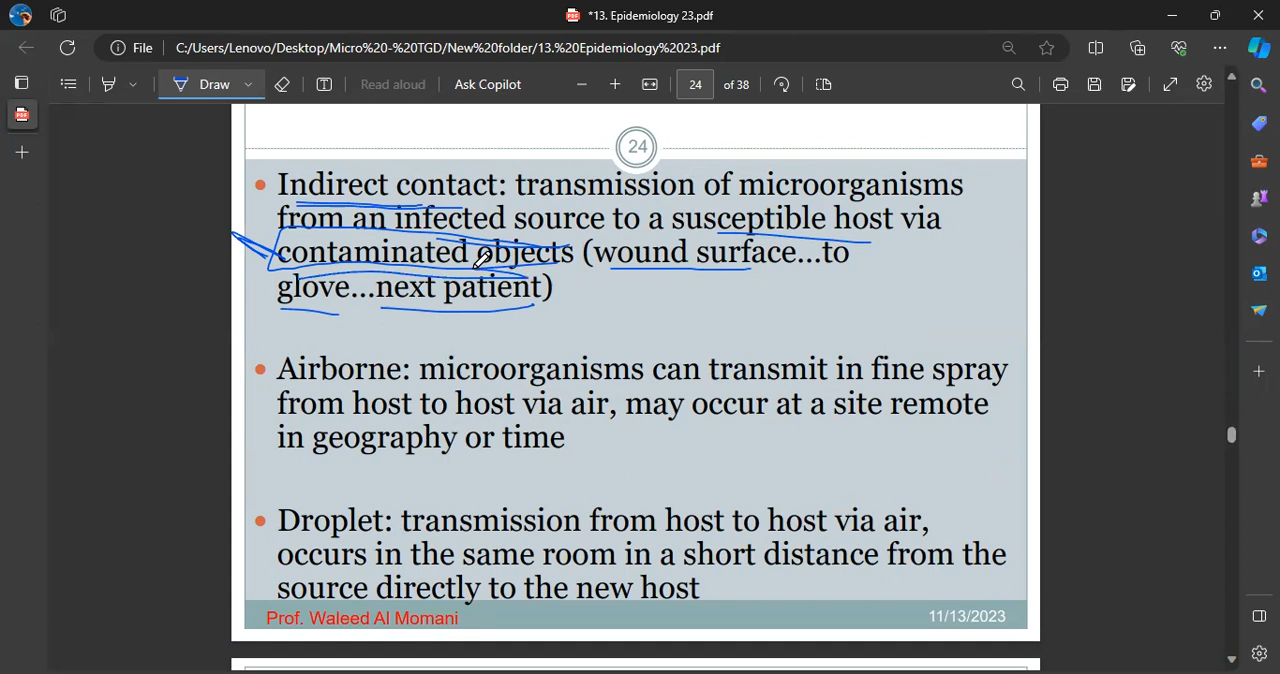 *13. Epidemiology 23.pdf
File C:/Users/Lenovo/Desktop/Micro%20-%20TGD/New%20folder/13.%20Epidemiology%2023.pdf
Draw Read aloud Ask Copilot 24 of 38
24
Indirect contact: transmission of microorganisms
from an infected source to a susceptible host via
contaminated objects (wound surface...to
glove...next patient)
Airborne: microorganisms can transmit in fine spray
from host to host via air, may occur at a site remote
in geography or time
Droplet: transmission from host to host via air,
occurs in the same room in a short distance from the
source directly to the new host
Prof. Waleed Al Momani 11/13/2023